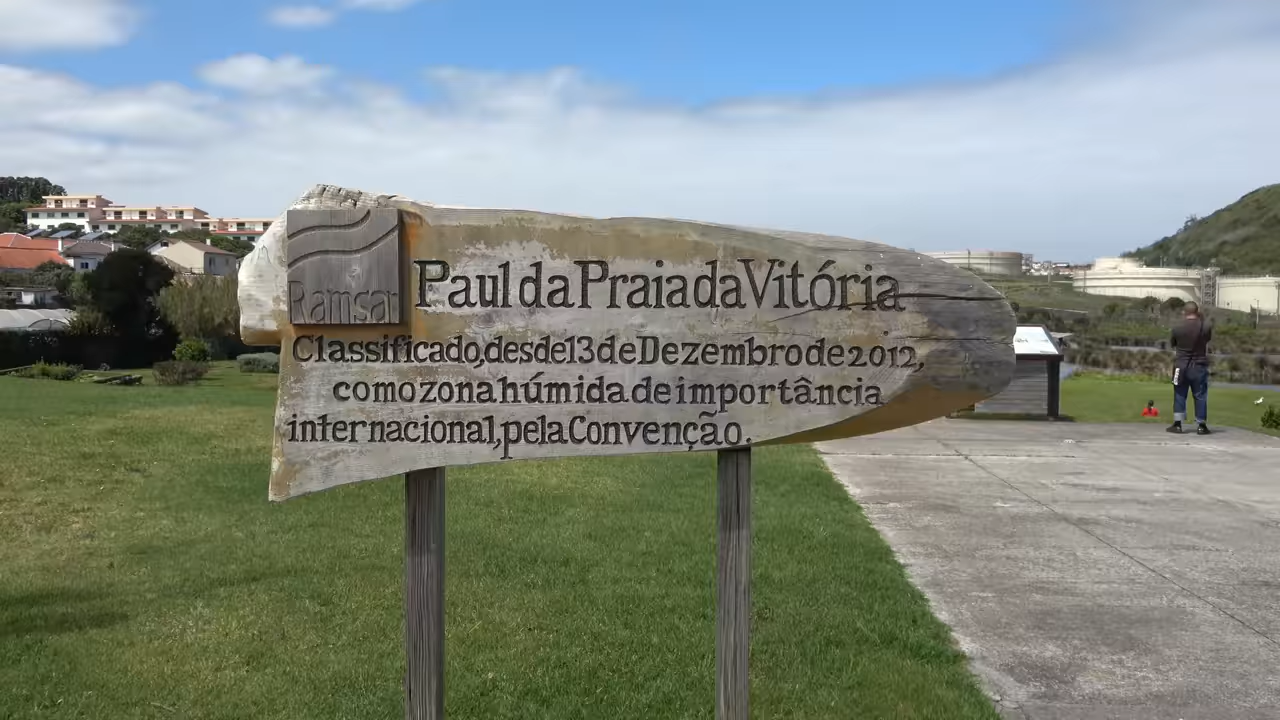 Ramsar
Paul da Praia da Vitória
Classificado, desde 13 de Dezembro de 2012,
como zona húmida de importância
internacional, pela Convenção.